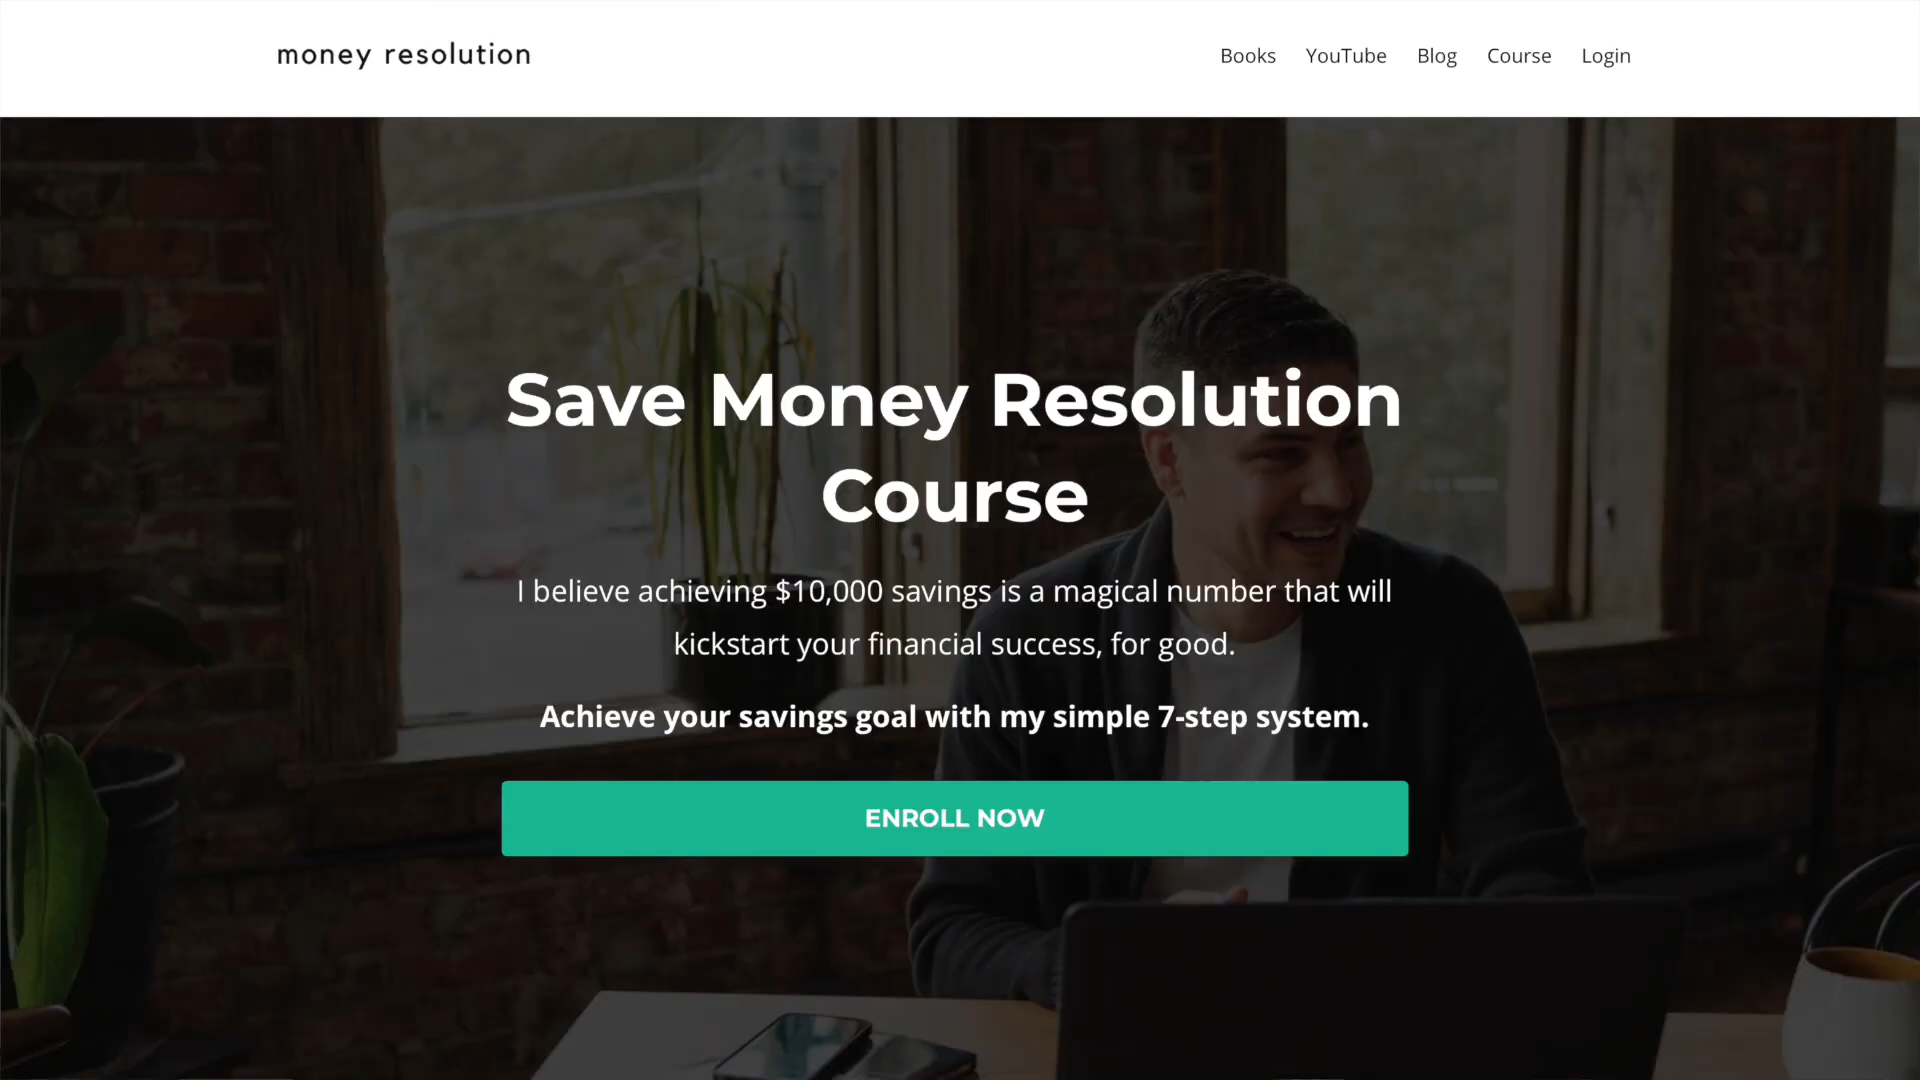 money resolution
Books YouTube Blog Course Login
Save Money Resolution
Course
I believe achieving $10,000 savings is a magical number that will
kickstart your financial success, for good.
Achieve your savings goal with my simple 7-step system.
ENROLL NOW